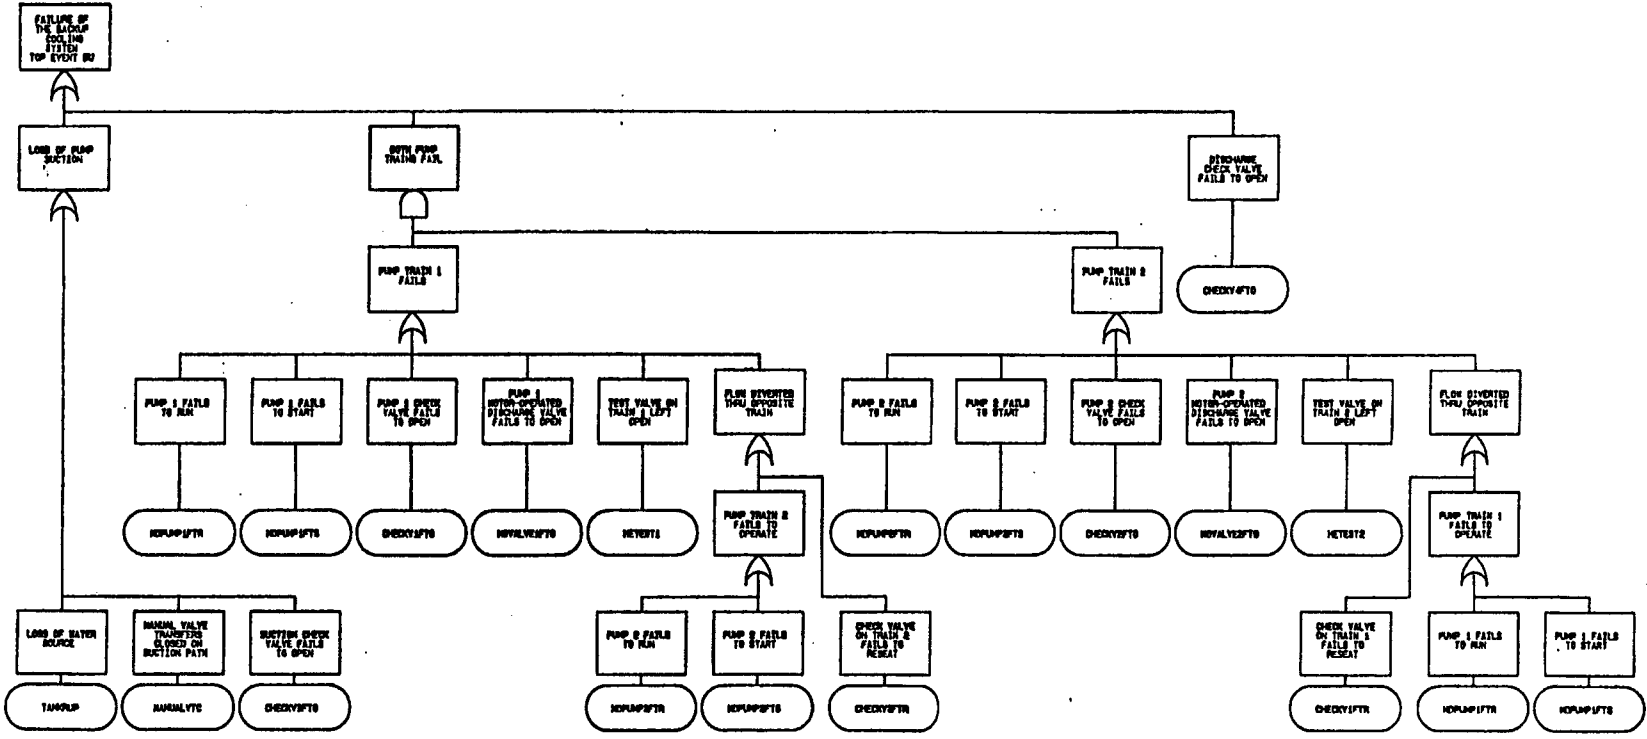 FAILURE OF
THE BACKUP
COOLING
SYSTEM
TOP EVENT BU
LOSS OF PUMP
SUCTION
BOTH PUMP
TRAINS FAIL
DISCHARGE
CHECK VALVE
FAILS TO OPEN
PUMP TRAIN 1
FAILS
PUMP TRAIN 2
FAILS
CHECKV4FTO
PUMP 1 FAILS
TO RUN
PUMP 1 FAILS
TO START
CHECK
VALVE FAILS
TO OPEN
PUMP 1
MOTOR-OPERATED
DISCHARGE VALVE
FAILS TO OPEN
TEST VALVE ON
TRAIN 1 LEFT
OPEN
FLOW DIVERTED
THRU OPPOSITE
TRAIN
PUMP 2 FAILS
TO RUN
PUMP 2 FAILS
TO START
PUMP 2 CHECK
VALVE FAILS
TO OPEN
PUMP 2
MOTOR-OPERATED
DISCHARGE VALVE
FAILS TO OPEN
TEST VALVE ON
TRAIN 2 LEFT
OPEN
FLOW DIVERTED
THRU OPPOSITE
TRAIN
MDPUMP1FTR
MDPUMP1FTS
CHECKV1FTO
MOVALVE1FTO
HETEST1
PUMP TRAIN 2
FAILS TO
OPERATE
MDPUMP2FTR
MDPUMP2FTS
CHECKV2FTO
MOVALVE2FTO
HETEST2
PUMP TRAIN 1
FAILS TO
OPERATE
LOSS OF WATER
SOURCE
MANUAL VALVE
TRANSFERS
CLOSED ON
SUCTION PATH
SUCTION CHECK
VALVE FAILS
TO OPEN
PUMP 2 FAILS
TO RUN
PUMP 2 FAILS
TO START
CHECK VALVE
ON TRAIN 2
FAILS TO
RESEAT
CHECK VALVE
ON TRAIN 1
FAILS TO
RESEAT
PUMP 1 FAILS
TO RUN
PUMP 1 FAILS
TO START
TANKRUP
MANUALVTC
CHECKV3FTO
MDPUMP2FTR
MDPUMP2FTS
CHECKV2FTR
CHECKV1FTR
MDPUMP1FTR
MDPUMP1FTS